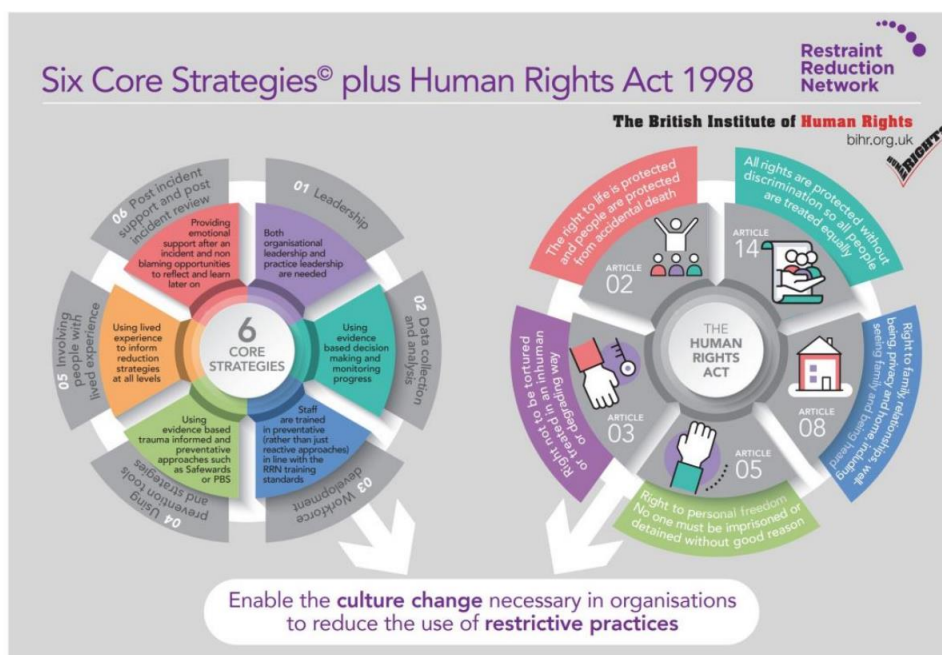 Six Core Strategies© plus Human Rights Act 1998
Restraint
Reduction
Network
The British Institute of Human Rights
bihr.org.uk
HUMAN RIGHTS
01 Leadership
Both
organisational
leadership and
practice leadership
are needed
02 Data collection
and analysis
Using
evidence
based decision
making and
monitoring
progress
03 Workforce
development
Staff
are trained
in preventative
(rather than just
reactive approaches)
in line with the
RRN training
standards
04 Using
prevention tools
and strategies
Using
evidence based
trauma informed and
preventative
approaches such
as Safewards
or PBS
05 Involving
people with
lived experience
Using lived
experience to
inform
reduction
strategies
at all levels
06 Post incident
support and post
incident review
Providing
emotional
support after an
incident and non
blaming opportunities
to reflect and learn
later on
6
CORE
STRATEGIES
The right to life is protected
and people are protected
from accidental death
ARTICLE
02
All rights are protected without
discrimination so all people
are treated equally
ARTICLE
14
Right to family, relationships, well-
being, privacy and home, including
seeing family and being heard
ARTICLE
08
Right to personal freedom
No one must be imprisoned or
detained without good reason
ARTICLE
05
Right not to be tortured
or treated in an inhuman
or degrading way
ARTICLE
03
THE
HUMAN
RIGHTS
ACT
Enable the culture change necessary in organisations
to reduce the use of restrictive practices